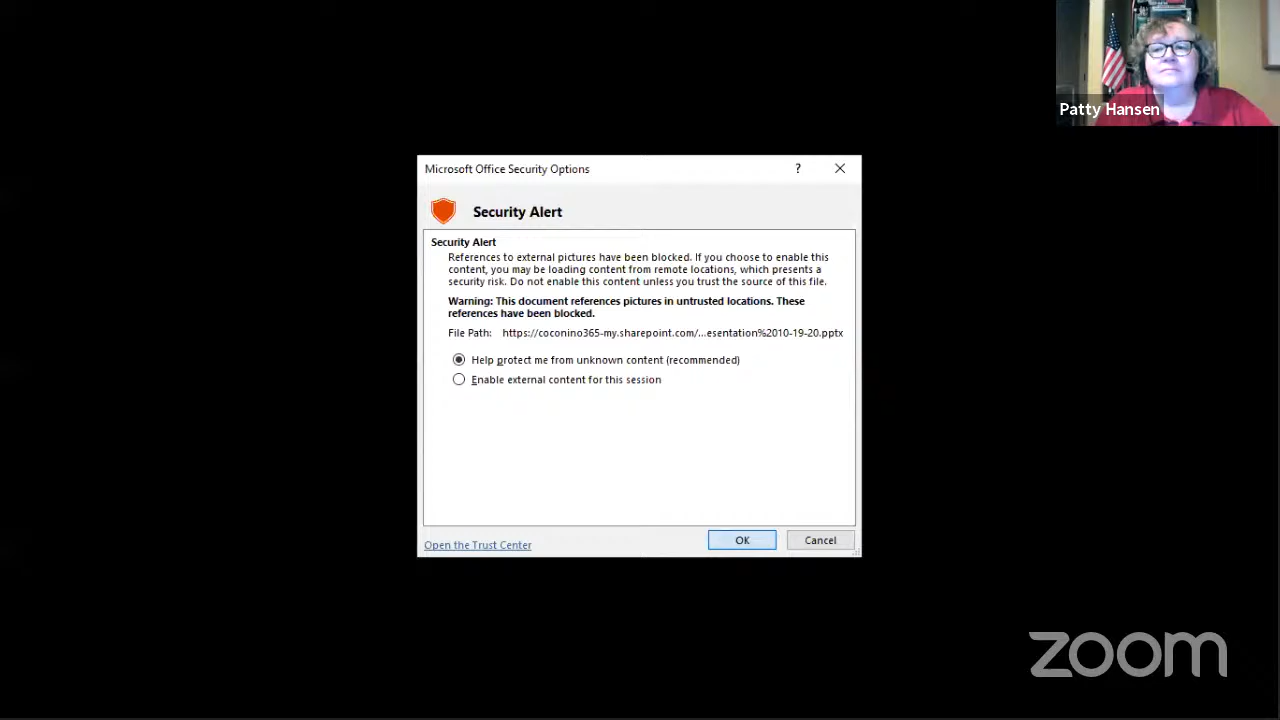 Patty Hansen
Microsoft Office Security Options
?
Security Alert
Security Alert
References to external pictures have been blocked. If you choose to enable this
content, you may be loading content from remote locations, which presents a
security risk. Do not enable this content unless you trust the source of this file.
Warning: This document references pictures in untrusted locations. These
references have been blocked.
File Path: https://coconino365-my.sharepoint.com/...esentation%2010-19-20.pptx
Help protect me from unknown content (recommended)
Enable external content for this session
Open the Trust Center
OK
Cancel
zoom